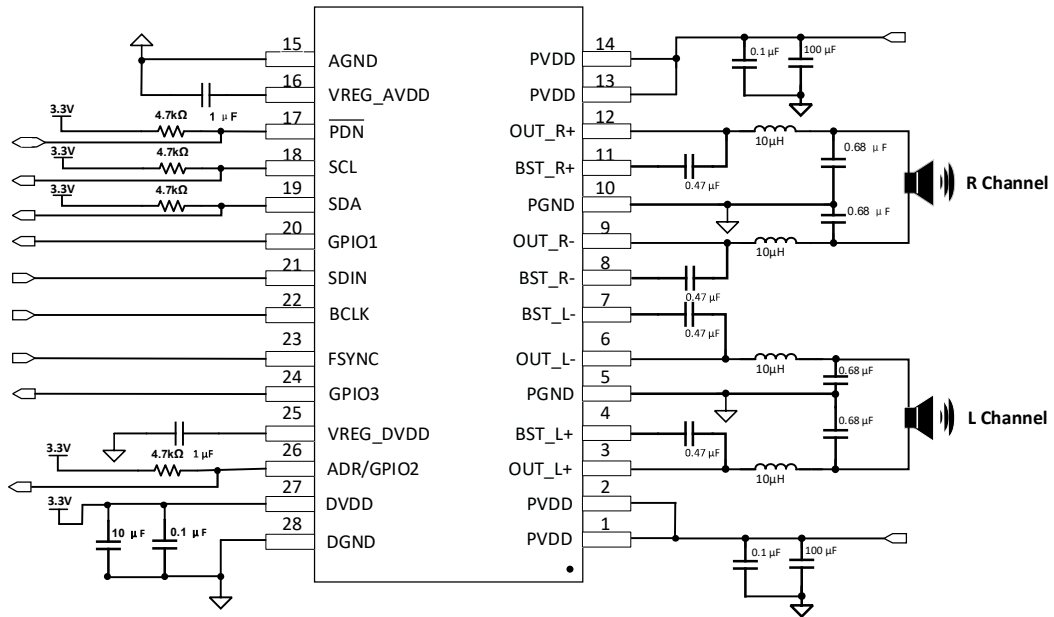 15
AGND
16
VREG_AVDD
1 μF
3.3V
4.7kΩ
17
PDN
3.3V
4.7kΩ
18
SCL
3.3V
4.7kΩ
19
SDA
20
GPIO1
21
SDIN
22
BCLK
23
FSYNC
24
GPIO3
25
VREG_DVDD
1 μF
3.3V
4.7kΩ
26
ADR/GPIO2
3.3V
27
DVDD
10 μF
0.1 μF
28
DGND
14
PVDD
0.1 μF
100 μF
13
PVDD
12
OUT_R+
10μH
11
BST_R+
0.47 μF
0.68 μF
R Channel
10
PGND
0.68 μF
9
OUT_R-
10μH
8
BST_R-
0.47 μF
7
BST_L-
0.47 μF
6
OUT_L-
10μH
0.68 μF
5
PGND
L Channel
4
BST_L+
0.47 μF
0.68 μF
3
OUT_L+
10μH
2
PVDD
1
PVDD
0.1 μF
100 μF